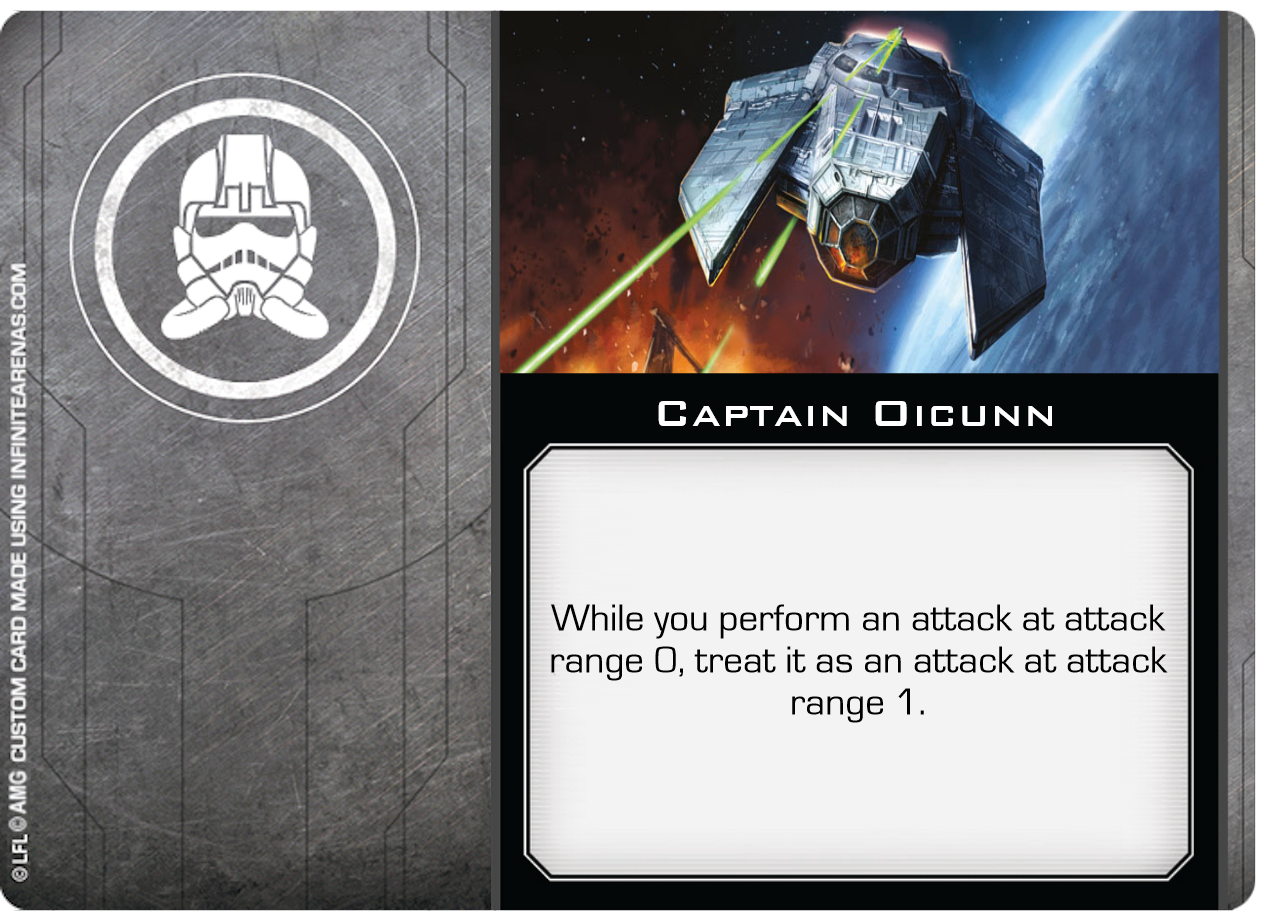 Captain Oicunn
While you perform an attack at attack
range 0, treat it as an attack at attack
range 1.
©LFL©AMG CUSTOM CARD MADE USING INFINITEARENAS.COM